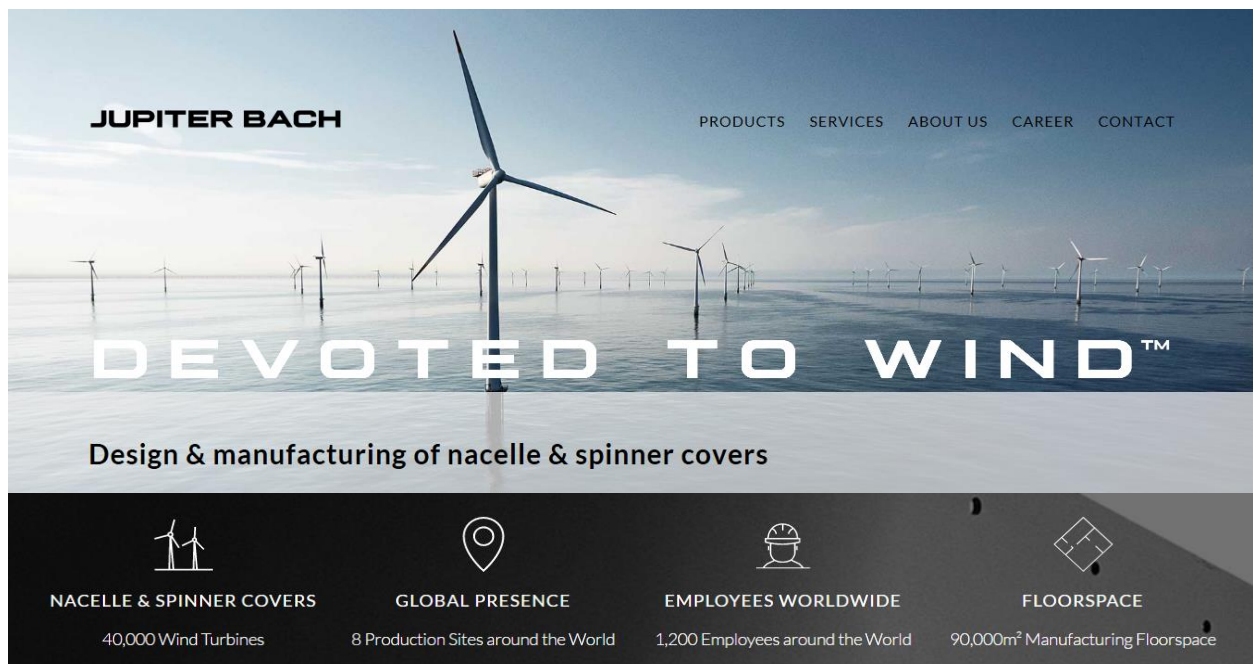 JUPITER BACH
PRODUCTS SERVICES ABOUT US CAREER CONTACT
DEVOTED TO WIND™
Design & manufacturing of nacelle & spinner covers
NACELLE & SPINNER COVERS
40,000 Wind Turbines
GLOBAL PRESENCE
8 Production Sites around the World
EMPLOYEES WORLDWIDE
1,200 Employees around the World
FLOORSPACE
90,000m² Manufacturing Floorspace